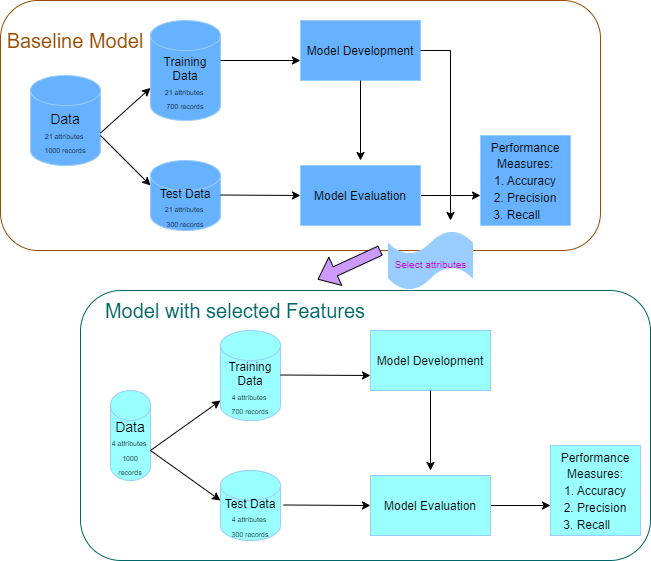 Baseline Model
Training
Data
21 attributes
700 records
Model Development
Data
21 attributes
1000 records
Test Data
21 attributes
300 records
Model Evaluation
Performance
Measures:
1. Accuracy
2. Precision
3. Recall
Select attributes
Model with selected Features
Training
Data
4 attributes
700 records
Model Development
Data
4 attributes
1000
records
Test Data
4 attributes
300 records
Model Evaluation
Performance
Measures:
1. Accuracy
2. Precision
3. Recall